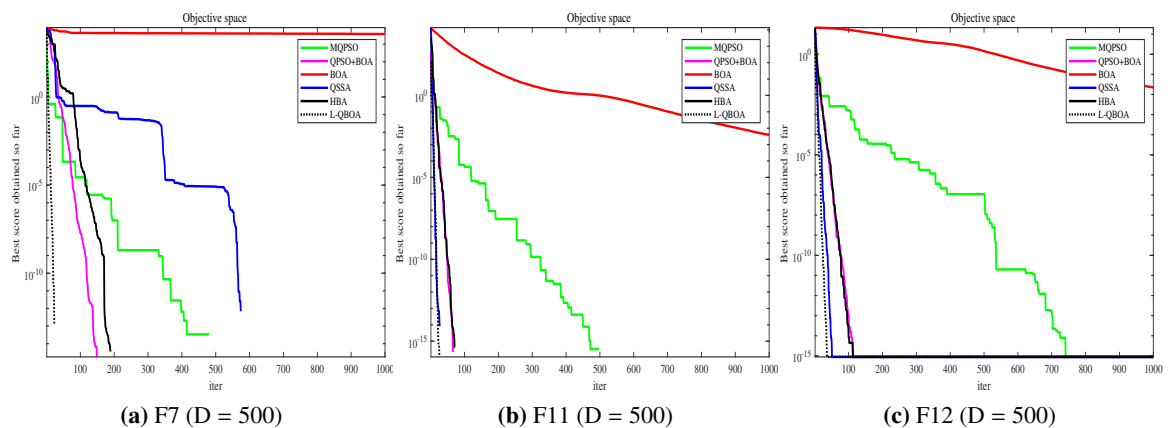 Objective space
Best score obtained so far
10^0
10^-5
10^-10
100 200 300 400 500 600 700 800 900 1000
iter
MQPSO
QPSO+BOA
BOA
QSSA
HBA
L-QBOA
(a) F7 (D = 500)
Objective space
Best score obtained so far
10^0
10^-5
10^-10
10^-15
100 200 300 400 500 600 700 800 900 1000
iter
MQPSO
QPSO+BOA
BOA
QSSA
HBA
L-QBOA
(b) F11 (D = 500)
Objective space
Best score obtained so far
10^0
10^-5
10^-10
10^-15
100 200 300 400 500 600 700 800 900 1000
iter
MQPSO
QPSO+BOA
BOA
QSSA
HBA
L-QBOA
(c) F12 (D = 500)